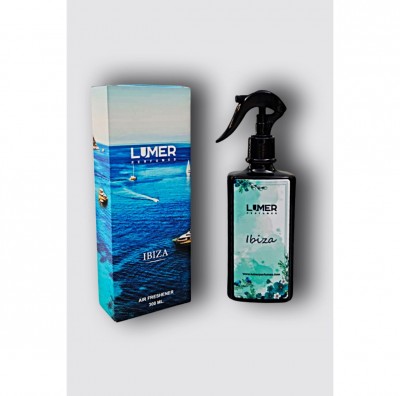 LUMER
PERFUMES
IBIZA
AIR FRESHENER
300 ML.
LUMER
PERFUMES
Ibiza